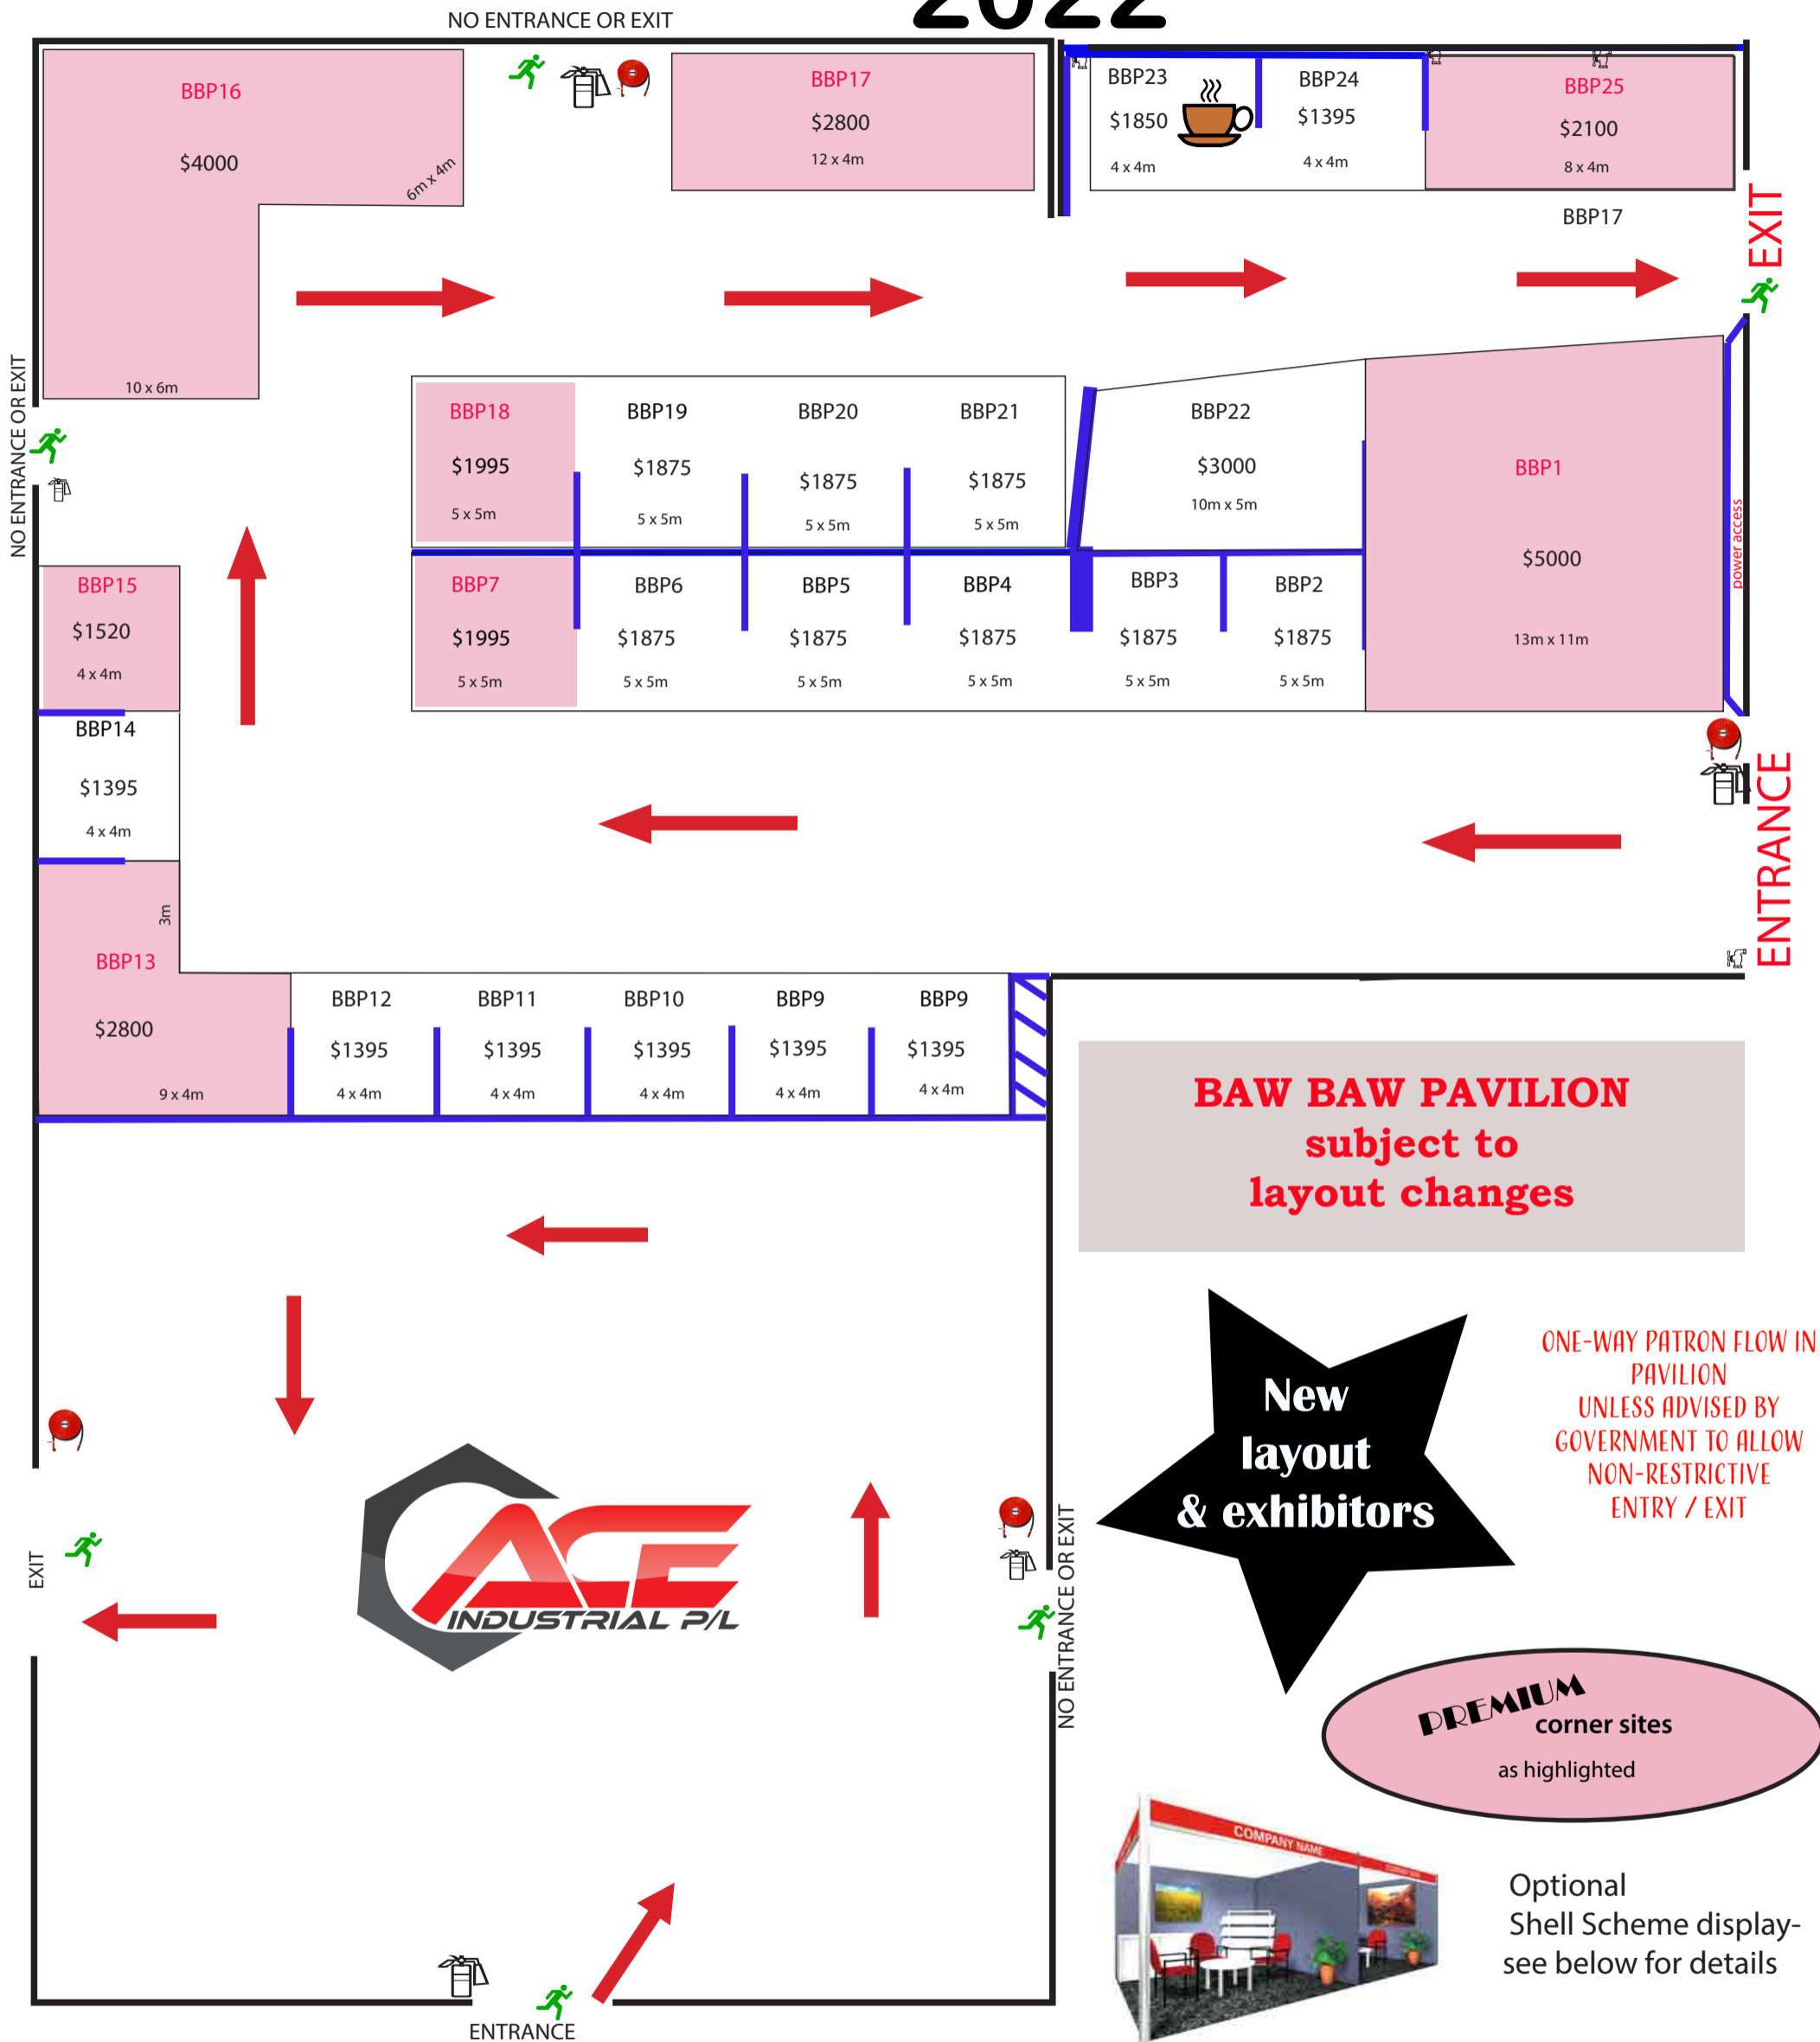 2022
NO ENTRANCE OR EXIT
BBP16
$4000
6m x 4m
10 x 6m
BBP17
$2800
12 x 4m
BBP23
$1850
4 x 4m
BBP24
$1395
4 x 4m
BBP25
$2100
8 x 4m
BBP17
EXIT
NO ENTRANCE OR EXIT
BBP18
$1995
5 x 5m
BBP19
$1875
5 x 5m
BBP20
$1875
5 x 5m
BBP21
$1875
5 x 5m
BBP22
$3000
10m x 5m
BBP1
$5000
13m x 11m
power access
BBP15
$1520
4 x 4m
BBP7
$1995
5 x 5m
BBP6
$1875
5 x 5m
BBP5
$1875
5 x 5m
BBP4
$1875
5 x 5m
BBP3
$1875
5 x 5m
BBP2
$1875
5 x 5m
BBP14
$1395
4 x 4m
ENTRANCE
3m
BBP13
$2800
9 x 4m
BBP12
$1395
4 x 4m
BBP11
$1395
4 x 4m
BBP10
$1395
4 x 4m
BBP9
$1395
4 x 4m
BBP9
$1395
4 x 4m
BAW BAW PAVILION
subject to
layout changes
New
layout
& exhibitors
ONE-WAY PATRON FLOW IN
PAVILION
UNLESS ADVISED BY
GOVERNMENT TO ALLOW
NON-RESTRICTIVE
ENTRY / EXIT
ACE
INDUSTRIAL P/L
EXIT
NO ENTRANCE OR EXIT
PREMIUM
corner sites
as highlighted
COMPANY NAME
Optional
Shell Scheme display-
see below for details
ENTRANCE